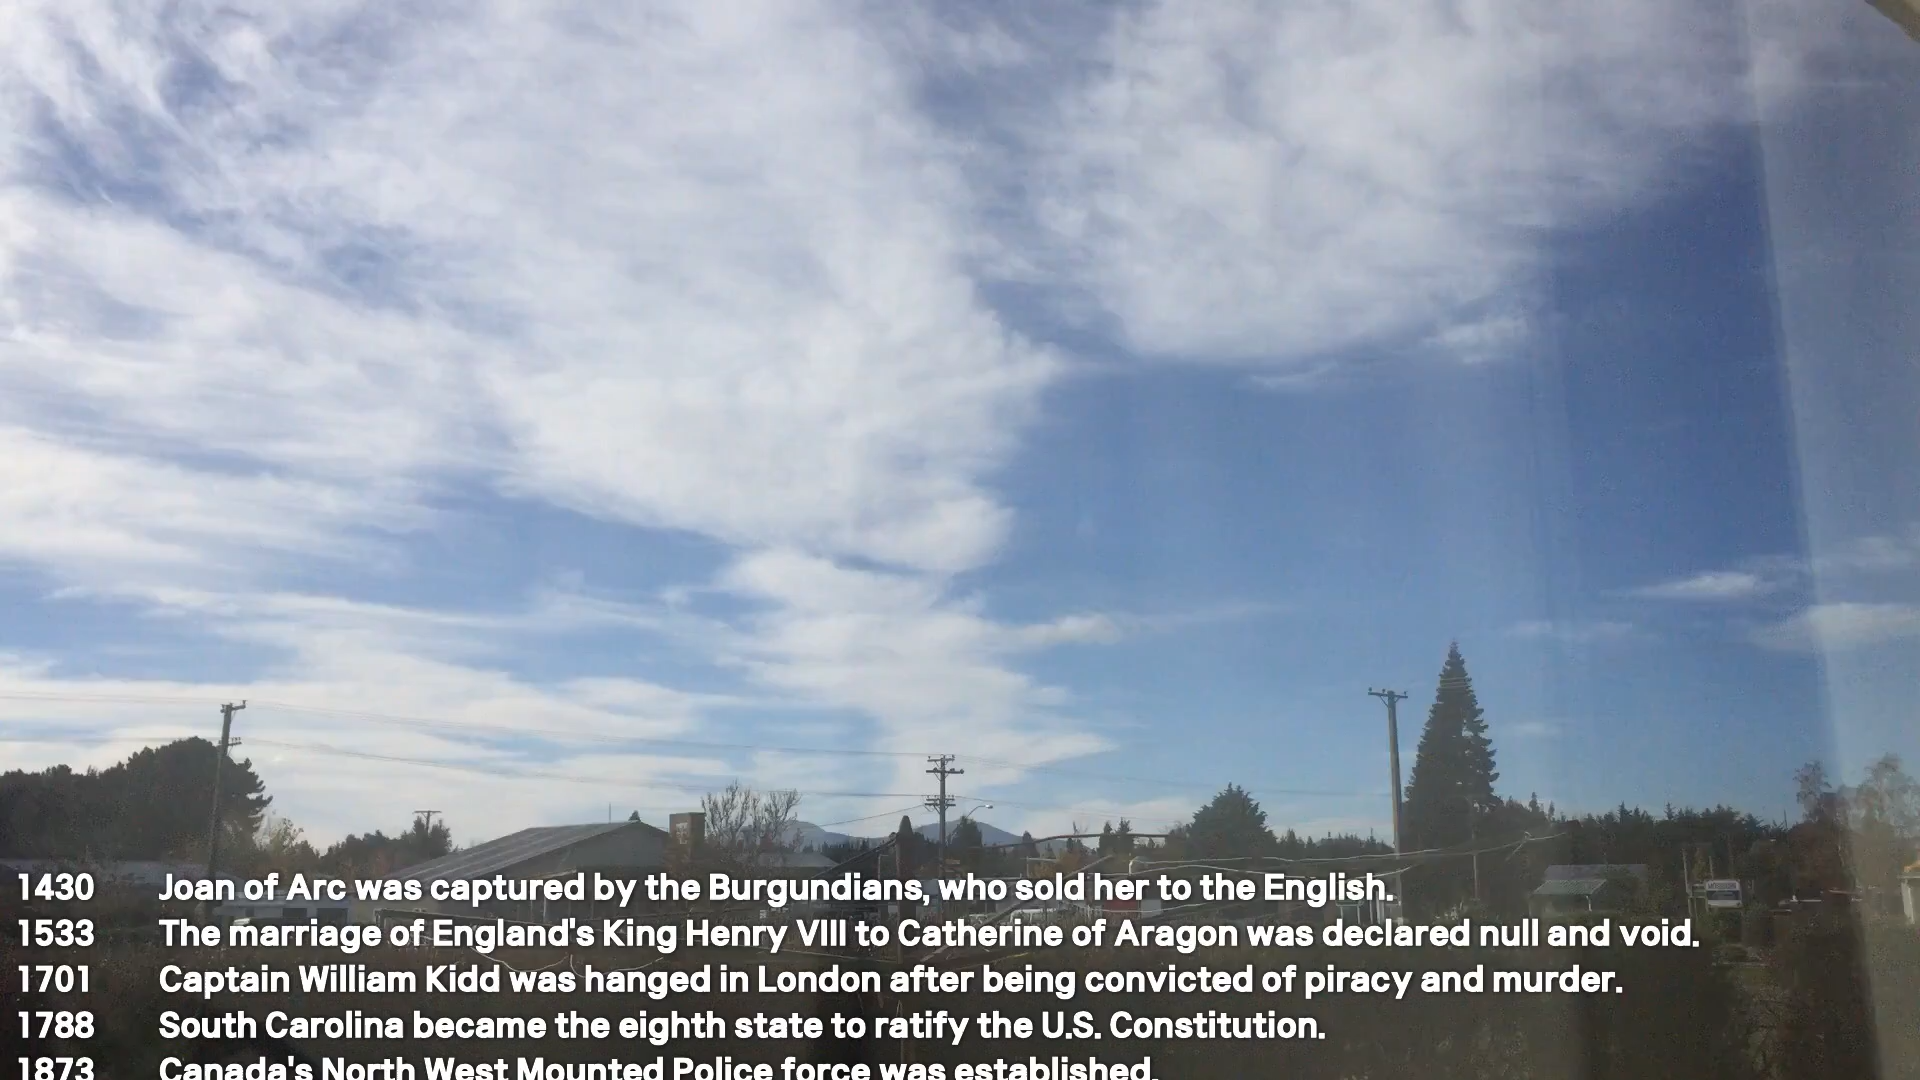 1430 Joan of Arc was captured by the Burgundians, who sold her to the English.
1533 The marriage of England's King Henry VIII to Catherine of Aragon was declared null and void.
1701 Captain William Kidd was hanged in London after being convicted of piracy and murder.
1788 South Carolina became the eighth state to ratify the U.S. Constitution.
1873 Canada's North West Mounted Police force was established.